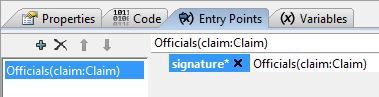 Properties Code Entry Points (x) Variables
Officials(claim:Claim)
Officials(claim:Claim) signature* Officials(claim:Claim)